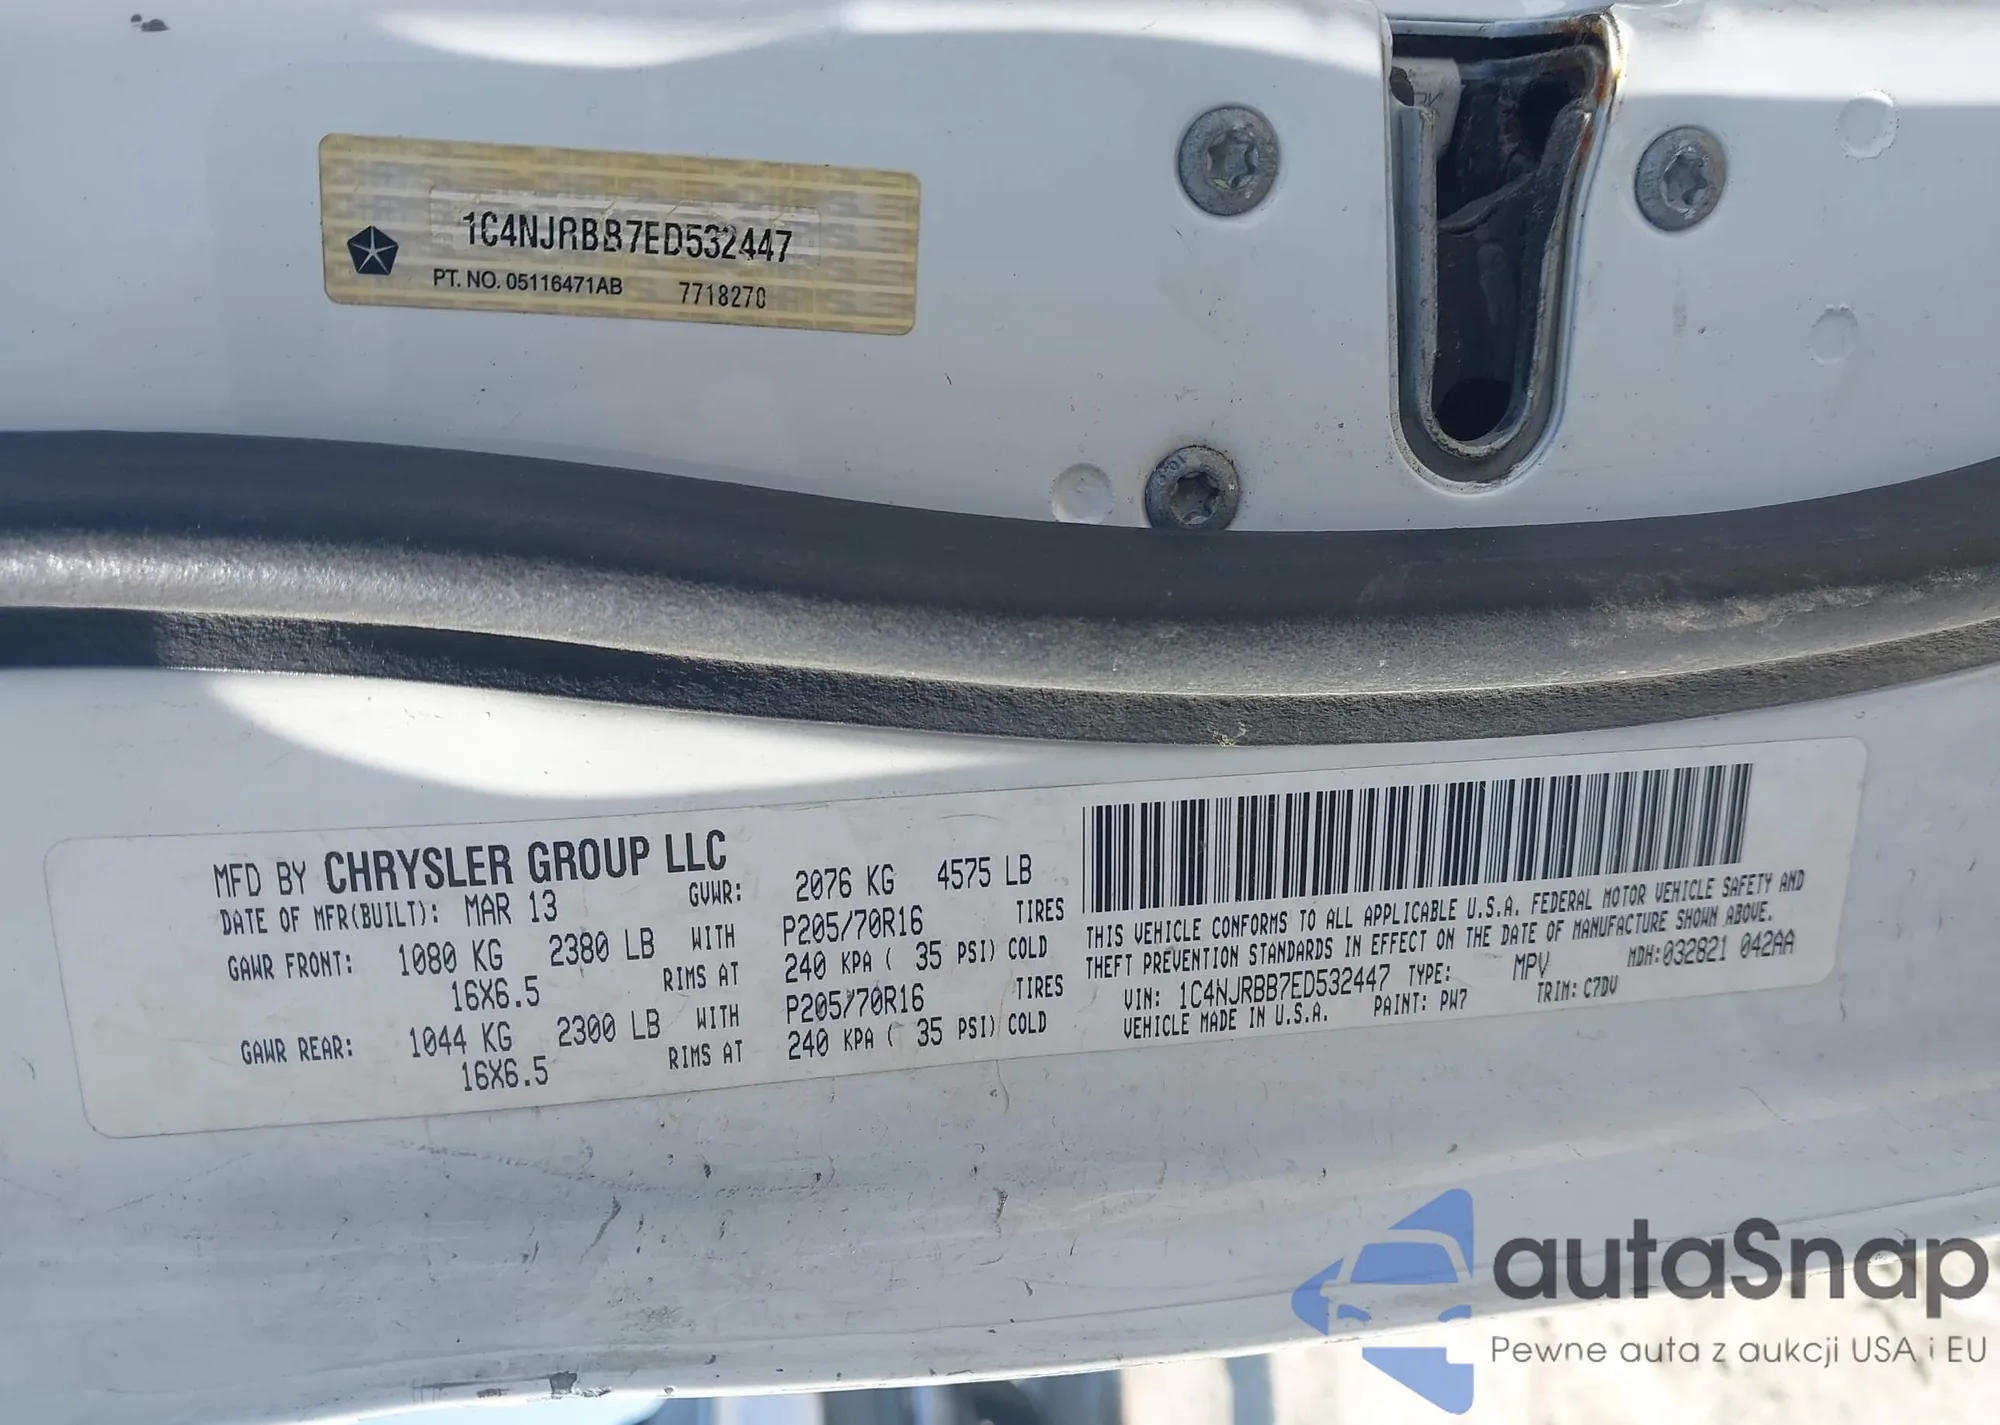 1C4NJRBB7ED532447
PT. NO. 05116471AB 7718270
MFD BY CHRYSLER GROUP LLC
DATE OF MFR(BUILT): MAR 13 GVWR: 2076 KG 4575 LB
GAWR FRONT: 1080 KG 2380 LB WITH P205/70R16 TIRES
16X6.5 RIMS AT 240 KPA ( 35 PSI) COLD
GAWR REAR: 1044 KG 2300 LB WITH P205/70R16 TIRES
16X6.5 RIMS AT 240 KPA ( 35 PSI) COLD
THIS VEHICLE CONFORMS TO ALL APPLICABLE U.S.A. FEDERAL MOTOR VEHICLE SAFETY AND
THEFT PREVENTION STANDARDS IN EFFECT ON THE DATE OF MANUFACTURE SHOWN ABOVE.
VIN: 1C4NJRBB7ED532447 TYPE: MPV MDH:032821 042AA
VEHICLE MADE IN U.S.A. PAINT: PW7 TRIM: C7DV
autaSnap
Pewne auta z aukcji USA i EU